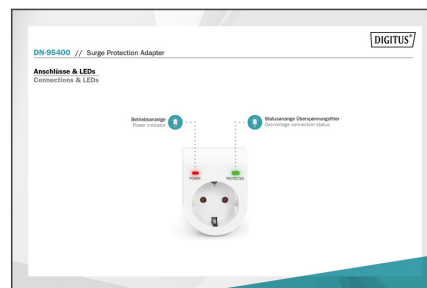 DIGITUS®
DN-95400 // Surge Protection Adapter
Anschlüsse & LEDs
Connections & LEDs
Betriebsanzeige
Power indicator
Statusanzeige Überspannungsfilter
Overvoltage connection status
POWER
PROTECTED